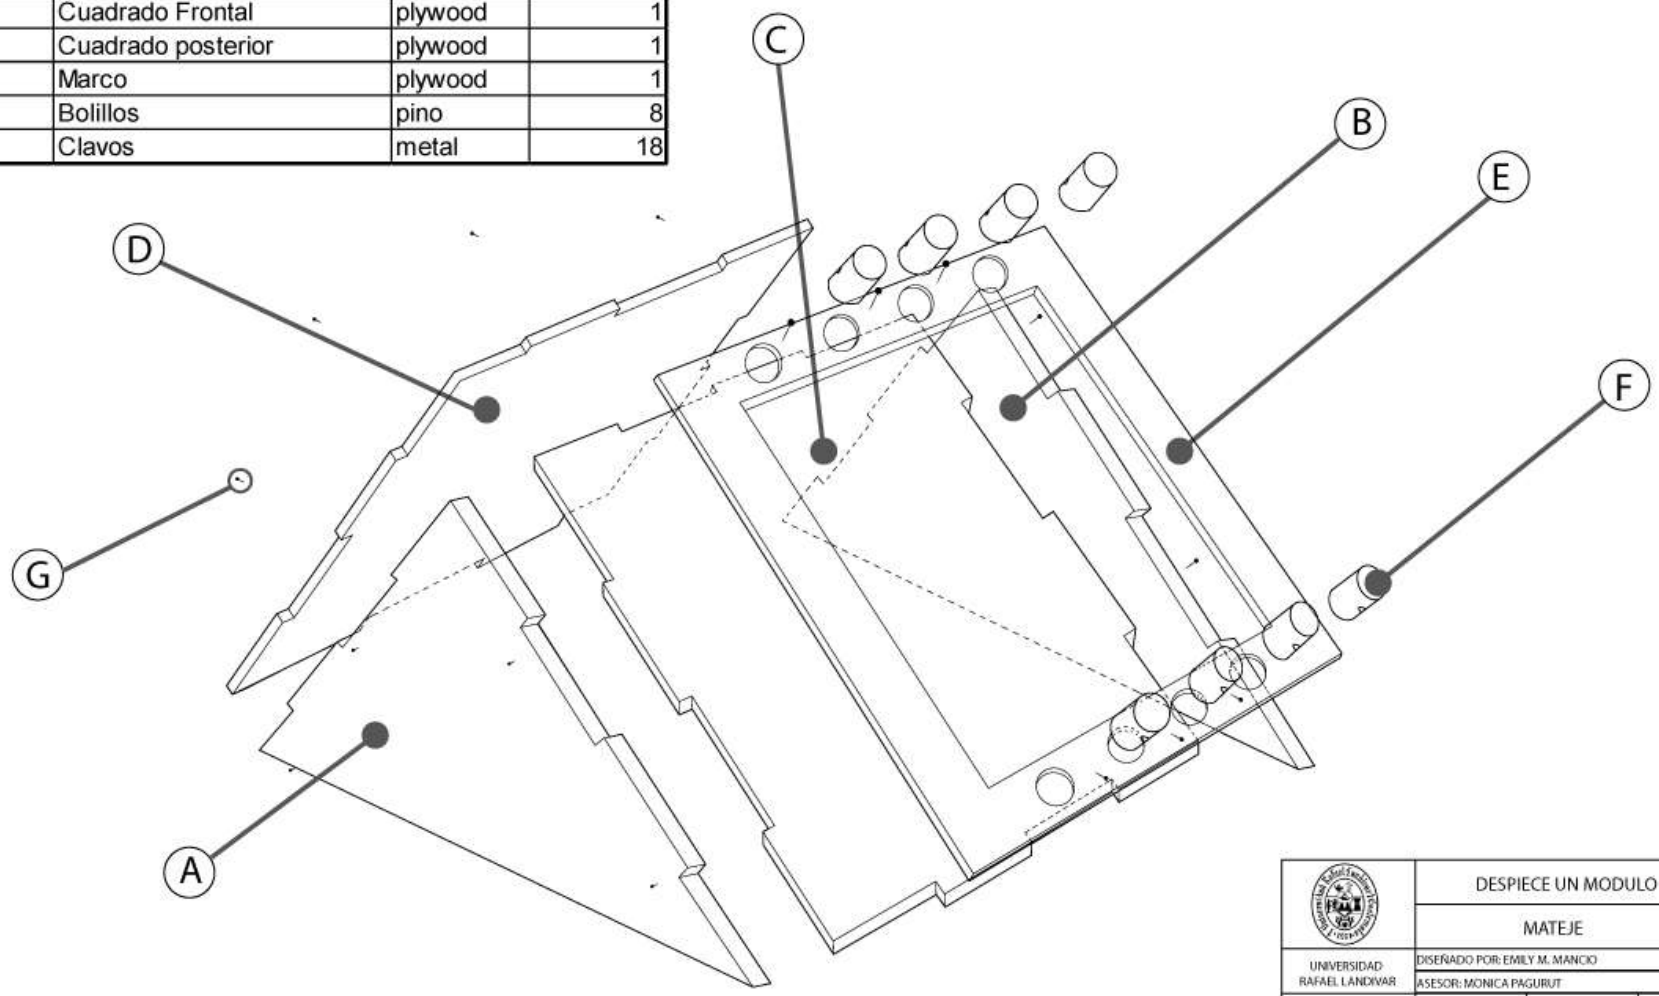 Cuadrado Frontal plywood 1
Cuadrado posterior plywood 1
Marco plywood 1
Bolillos pino 8
Clavos metal 18
C
B
E
D
F
G
A
DESPIECE UN MODULO
MATEJE
UNIVERSIDAD
RAFAEL LANDIVAR
DISEÑADO POR: EMILY M. MANCIO
ASESOR: MONICA PAGURUT